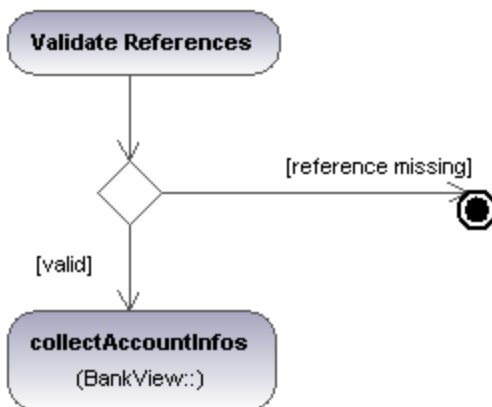 Validate References
[reference missing]
[valid]
collectAccountInfos
(BankView::)